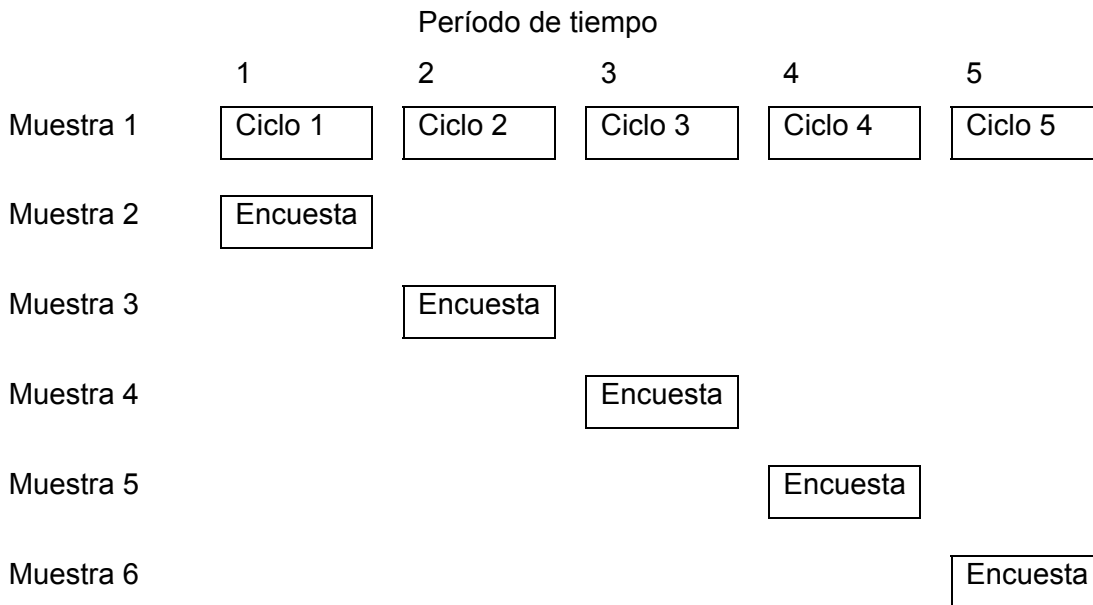 Período de tiempo
1 2 3 4 5
Muestra 1 Ciclo 1 Ciclo 2 Ciclo 3 Ciclo 4 Ciclo 5
Muestra 2 Encuesta
Muestra 3 Encuesta
Muestra 4 Encuesta
Muestra 5 Encuesta
Muestra 6 Encuesta